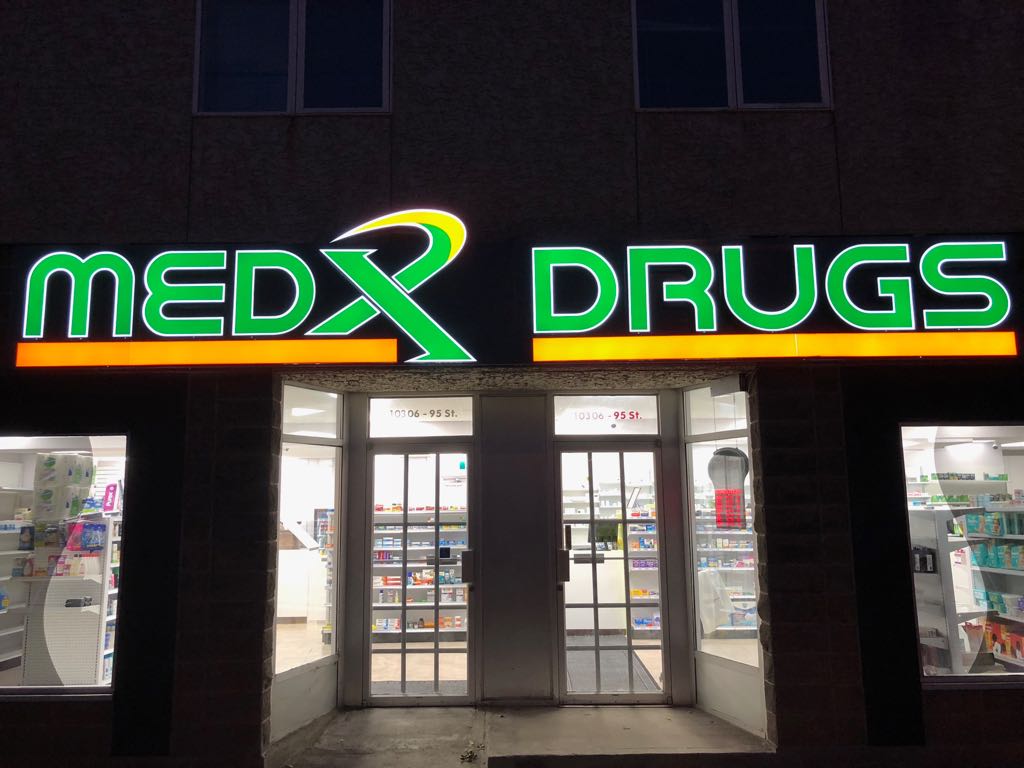 MEDX DRUGS
10306 - 95 St. 10306 - 95 St.